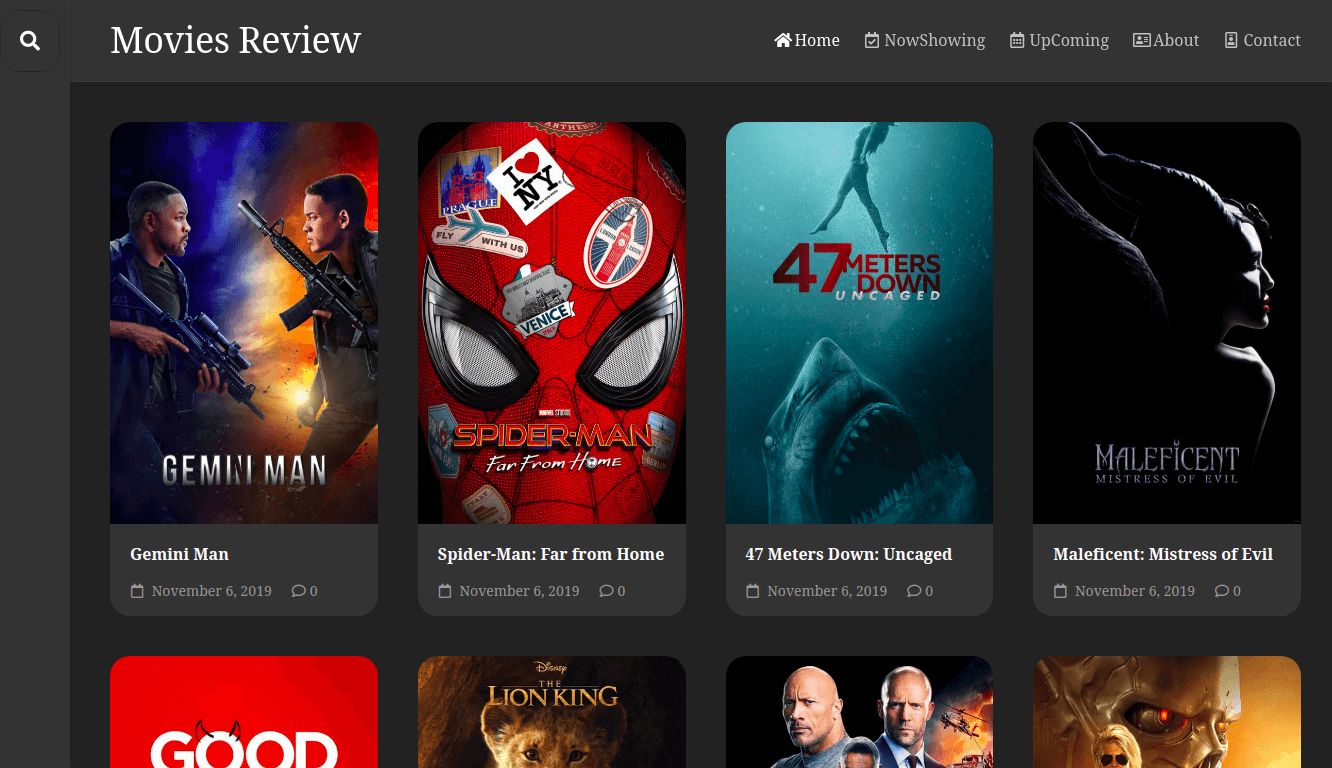 Movies Review
Home NowShowing UpComing About Contact
PRAGUE
I NY
FLY WITH US
LONDON
VENICE
MARVEL STUDIOS
SPIDER-MAN
Far From Home
BERLIN
GEMINI MAN
47 METERS DOWN
UNCAGED
MALEFICENT
MISTRESS OF EVIL
Gemini Man
November 6, 2019 0
Spider-Man: Far from Home
November 6, 2019 0
47 Meters Down: Uncaged
November 6, 2019 0
Maleficent: Mistress of Evil
November 6, 2019 0
GOOD
Disney
THE
LION KING